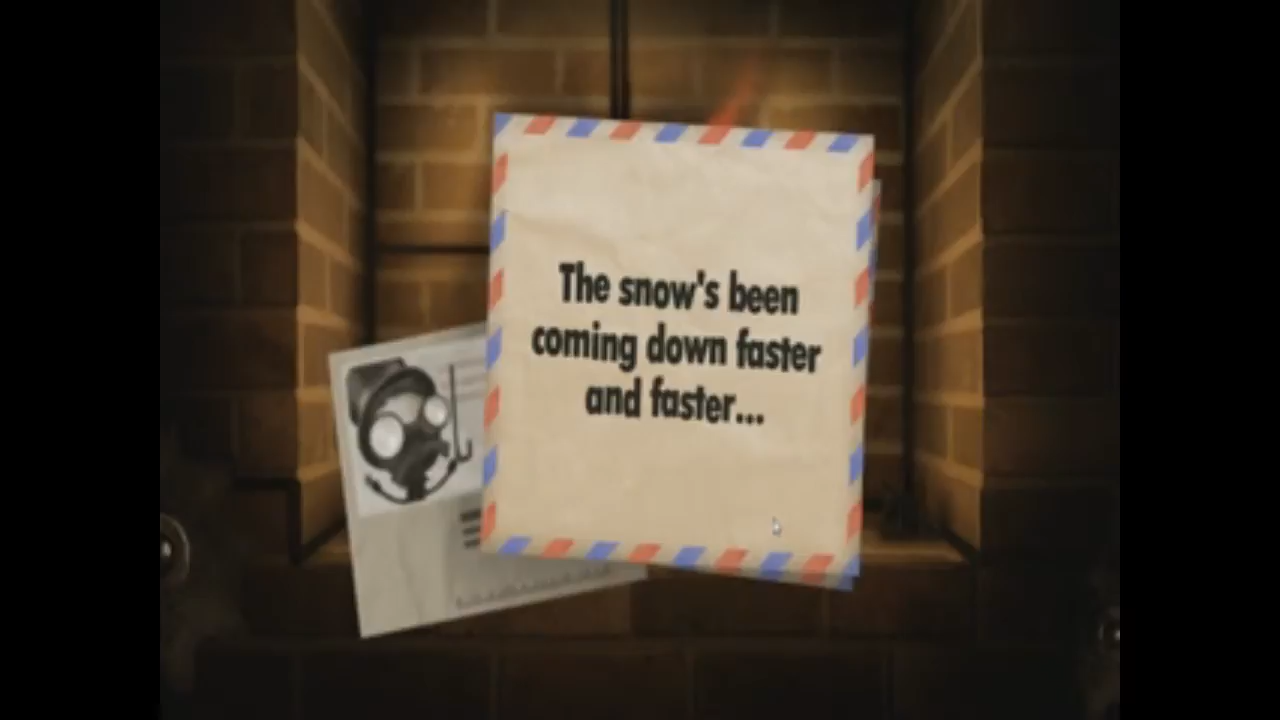 The snow's been
coming down faster
and faster...